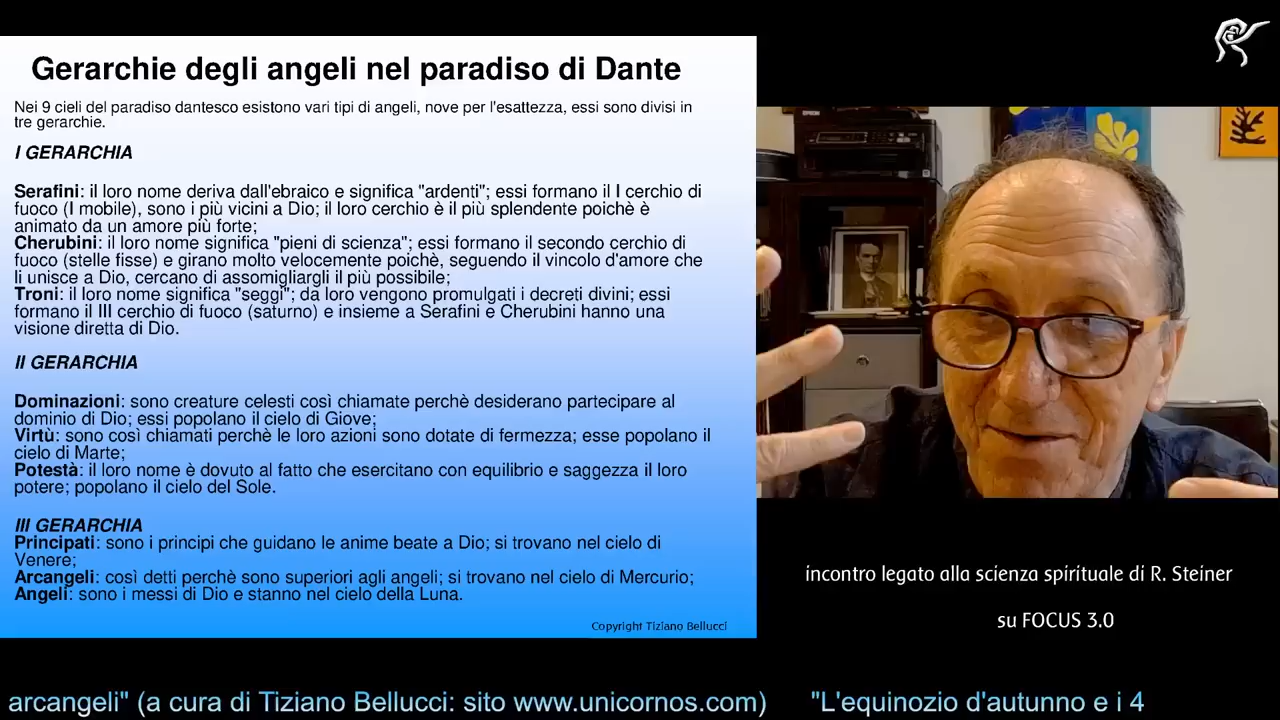 Gerarchie degli angeli nel paradiso di Dante
Nei 9 cieli del paradiso dantesco esistono vari tipi di angeli, nove per l'esattezza, essi sono divisi in
tre gerarchie.
I GERARCHIA
Serafini: il loro nome deriva dall'ebraico e significa "ardenti"; essi formano il I cerchio di
fuoco (I mobile), sono i più vicini a Dio; il loro cerchio è il più splendente poichè è
animato da un amore più forte;
Cherubini: il loro nome significa "pieni di scienza"; essi formano il secondo cerchio di
fuoco (stelle fisse) e girano molto velocemente poichè, seguendo il vincolo d'amore che
li unisce a Dio, cercano di assomigliargli il più possibile;
Troni: il loro nome significa "seggi"; da loro vengono promulgati i decreti divini; essi
formano il III cerchio di fuoco (saturno) e insieme a Serafini e Cherubini hanno una
visione diretta di Dio.
II GERARCHIA
Dominazioni: sono creature celesti così chiamate perchè desiderano partecipare al
dominio di Dio; essi popolano il cielo di Giove;
Virtù: sono così chiamati perchè le loro azioni sono dotate di fermezza; esse popolano il
cielo di Marte;
Potestà: il loro nome è dovuto al fatto che esercitano con equilibrio e saggezza il loro
potere; popolano il cielo del Sole.
III GERARCHIA
Principati: sono i principi che guidano le anime beate a Dio; si trovano nel cielo di
Venere;
Arcangeli: così detti perchè sono superiori agli angeli; si trovano nel cielo di Mercurio;
Angeli: sono i messi di Dio e stanno nel cielo della Luna.
Copyright Tiziano Bellucci
EPSON
incontro legato alla scienza spirituale di R. Steiner
su FOCUS 3.0
arcangeli" (a cura di Tiziano Bellucci: sito www.unicornos.com) "L'equinozio d'autunno e i 4